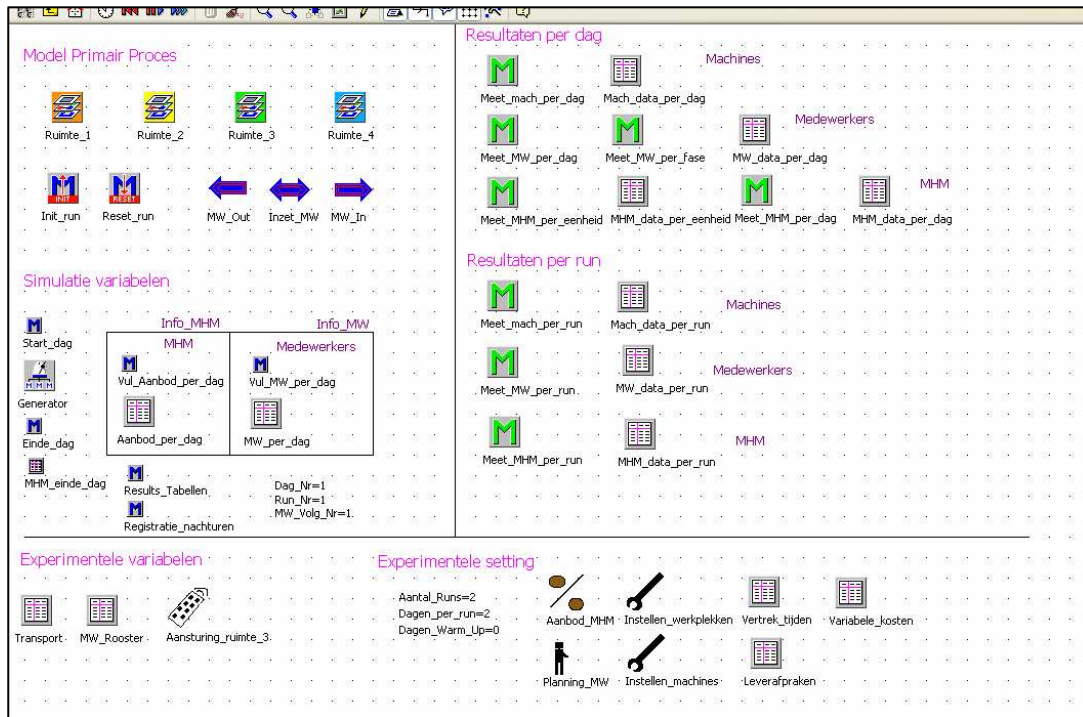 Model Primair Proces
Ruimte_1
Ruimte_2
Ruimte_3
Ruimte_4
INIT
RESET
Init_run
Reset_run
MW_Out
Inzet_MW
MW_In
Simulatie variabelen
Info_MHM
Info_MW
Start_dag
MHM
Medewerkers
Vul_Aanbod_per_dag
Vul_MW_per_dag
Generator
Aanbod_per_dag
MW_per_dag
Einde_dag
MHM_einde_dag
Results_Tabellen
Registratie_nachturen
Dag_Nr=1
Run_Nr=1
MW_Volg_Nr=1
Resultaten per dag
Machines
Meet_mach_per_dag
Mach_data_per_dag
Medewerkers
Meet_MW_per_dag
Meet_MW_per_fase
MW_data_per_dag
MHM
Meet_MHM_per_eenheid
MHM_data_per_eenheid
Meet_MHM_per_dag
MHM_data_per_dag
Resultaten per run
Machines
Meet_mach_per_run
Mach_data_per_run
Medewerkers
Meet_MW_per_run
MW_data_per_run
MHM
Meet_MHM_per_run
MHM_data_per_run
Experimentele variabelen
Transport
MW_Rooster
Aansturing_ruimte_3
Experimentele setting
Aantal_Runs=2
Dagen_per_run=2
Dagen_Warm_Up=0
Aanbod_MHM
Instellen_werkplekken
Vertrek_tijden
Variabele_kosten
Planning_MW
Instellen_machines
Leverafpraken